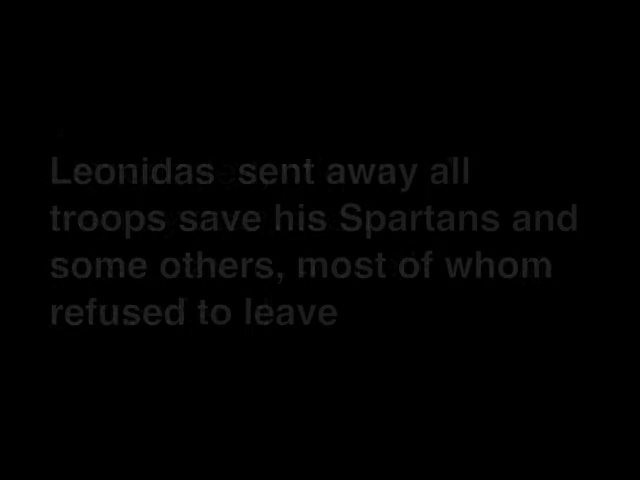 Leonidas sent away all
troops save his Spartans and
some others, most of whom
refused to leave